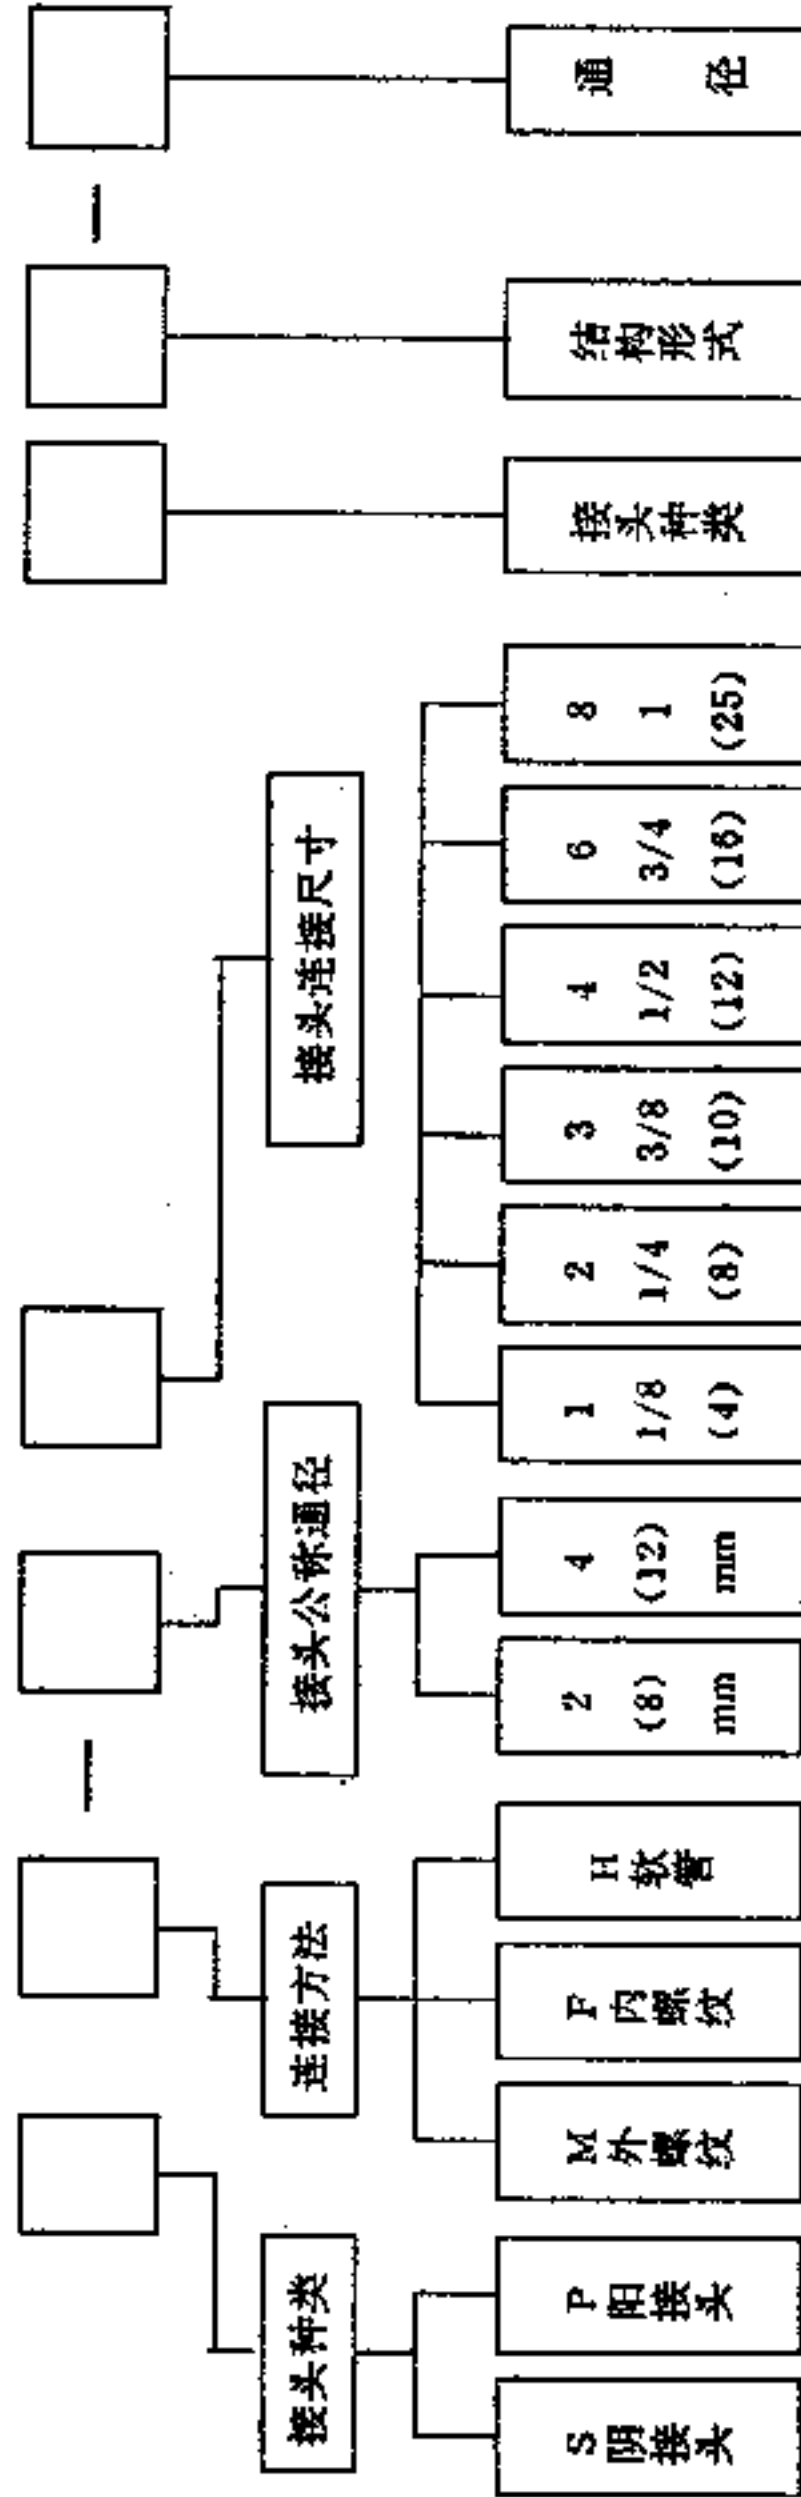 接头种类
连接方法
接头公称通径
接头连接尺寸
S
阴接头
P
阳接头
M
外螺纹
F
内螺纹
H
软管
2
(8)
mm
4
(12)
mm
1
1/8
(4)
2
1/4
(8)
3
3/8
(10)
4
1/2
(12)
6
3/4
(16)
8
1
(25)
接头种类
结构形式
通径